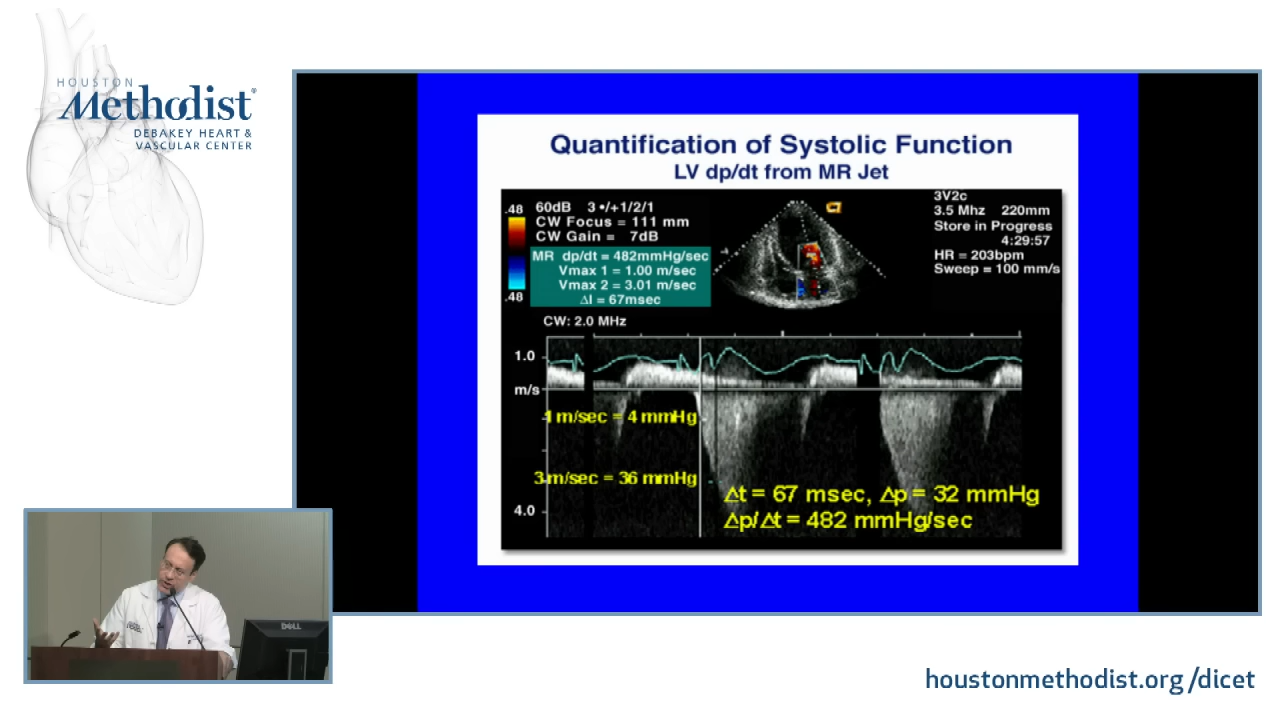 HOUSTON
Methodist®
DEBAKEY HEART &
VASCULAR CENTER
Quantification of Systolic Function
LV dp/dt from MR Jet
.48
60dB 3 •/+1/2/1
CW Focus = 111 mm
CW Gain = 7dB
MR dp/dt = 482mmHg/sec
Vmax 1 = 1.00 m/sec
Vmax 2 = 3.01 m/sec
Δl = 67msec
.48
3V2c
3.5 Mhz 220mm
Store in Progress
4:29:57
HR = 203bpm
Sweep = 100 mm/s
CW: 2.0 MHz
1.0
m/s
1 m/sec = 4 mmHg
3 m/sec = 36 mmHg
4.0
Δt = 67 msec, Δp = 32 mmHg
Δp/Δt = 482 mmHg/sec
DELL
houstonmethodist.org/dicet